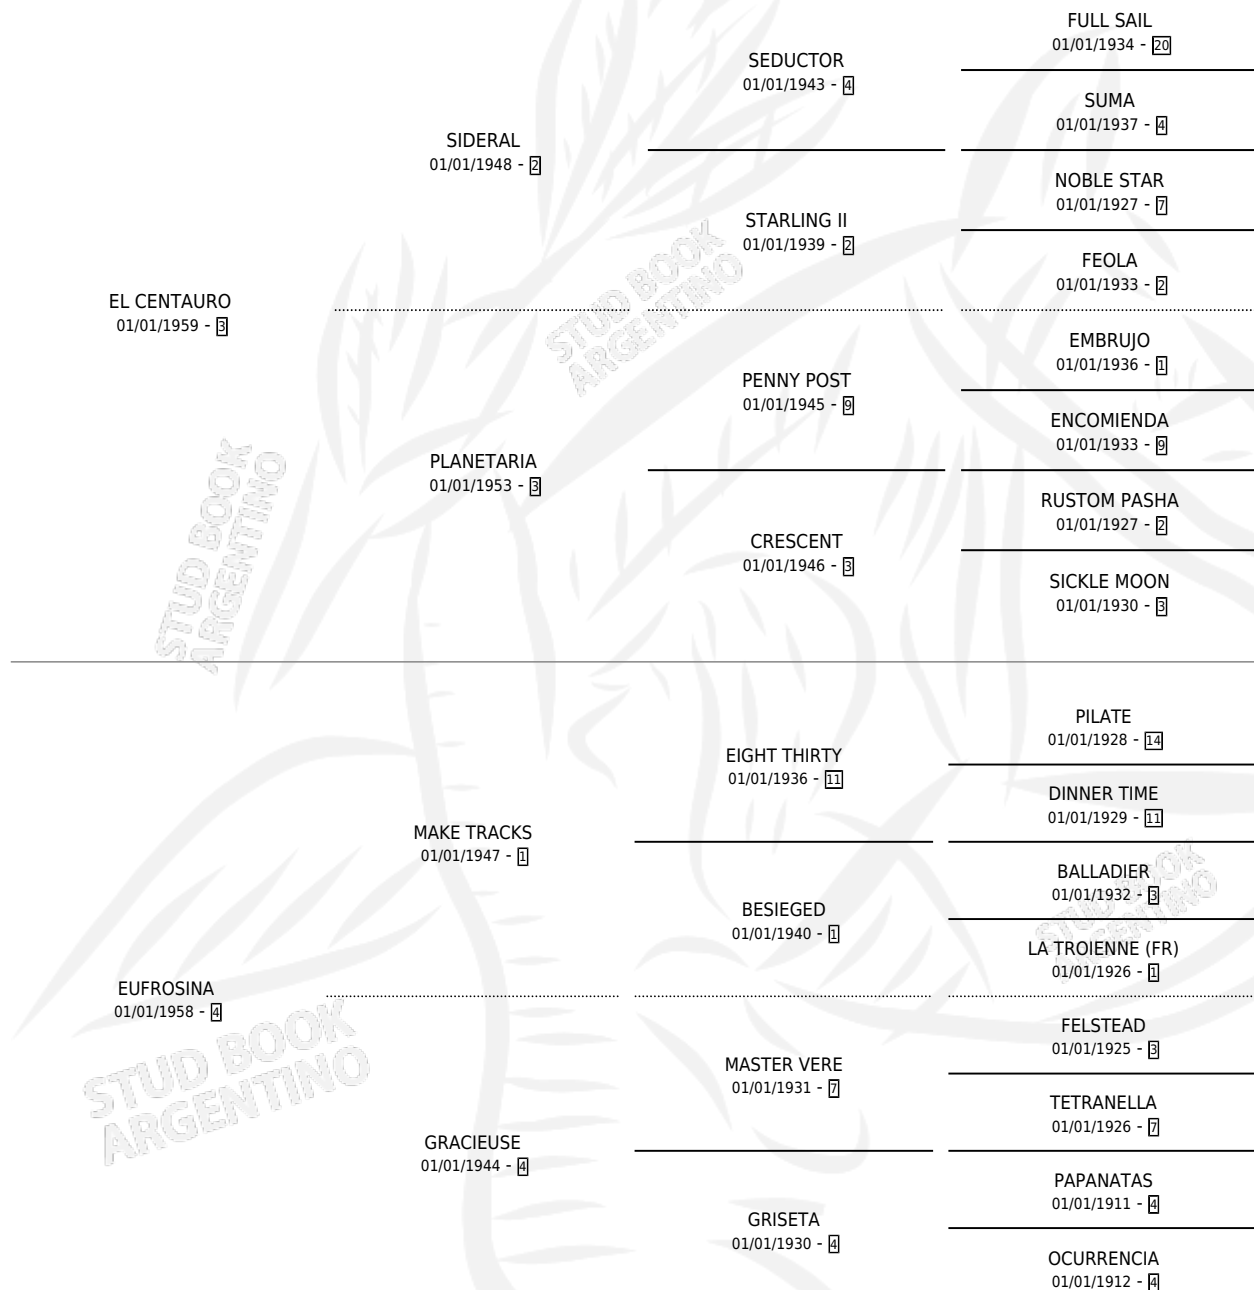 FULL SAIL
01/01/1934 - 20
SEDUCTOR
01/01/1943 - 4
SUMA
01/01/1937 - 4
SIDERAL
01/01/1948 - 2
NOBLE STAR
01/01/1927 - 7
STARLING II
01/01/1939 - 2
FEOLA
01/01/1933 - 2
EL CENTAURO
01/01/1959 - 3
EMBRUJO
01/01/1936 - 1
PENNY POST
01/01/1945 - 9
ENCOMIENDA
01/01/1933 - 9
PLANETARIA
01/01/1953 - 3
RUSTOM PASHA
01/01/1927 - 2
CRESCENT
01/01/1946 - 3
SICKLE MOON
01/01/1930 - 3
PILATE
01/01/1928 - 14
EIGHT THIRTY
01/01/1936 - 11
DINNER TIME
01/01/1929 - 11
MAKE TRACKS
01/01/1947 - 1
BALLADIER
01/01/1932 - 3
BESIEGED
01/01/1940 - 1
LA TROIENNE (FR)
01/01/1926 - 1
EUFROSINA
01/01/1958 - 4
FELSTEAD
01/01/1925 - 3
MASTER VERE
01/01/1931 - 7
TETRANELLA
01/01/1926 - 7
GRACIEUSE
01/01/1944 - 4
PAPANATAS
01/01/1911 - 4
GRISETA
01/01/1930 - 4
OCURRENCIA
01/01/1912 - 4
STUD BOOK
ARGENTINO
STUD BOOK
ARGENTINO
STUD BOOK
ARGENTINO
STUD BOOK
ARGENTINO